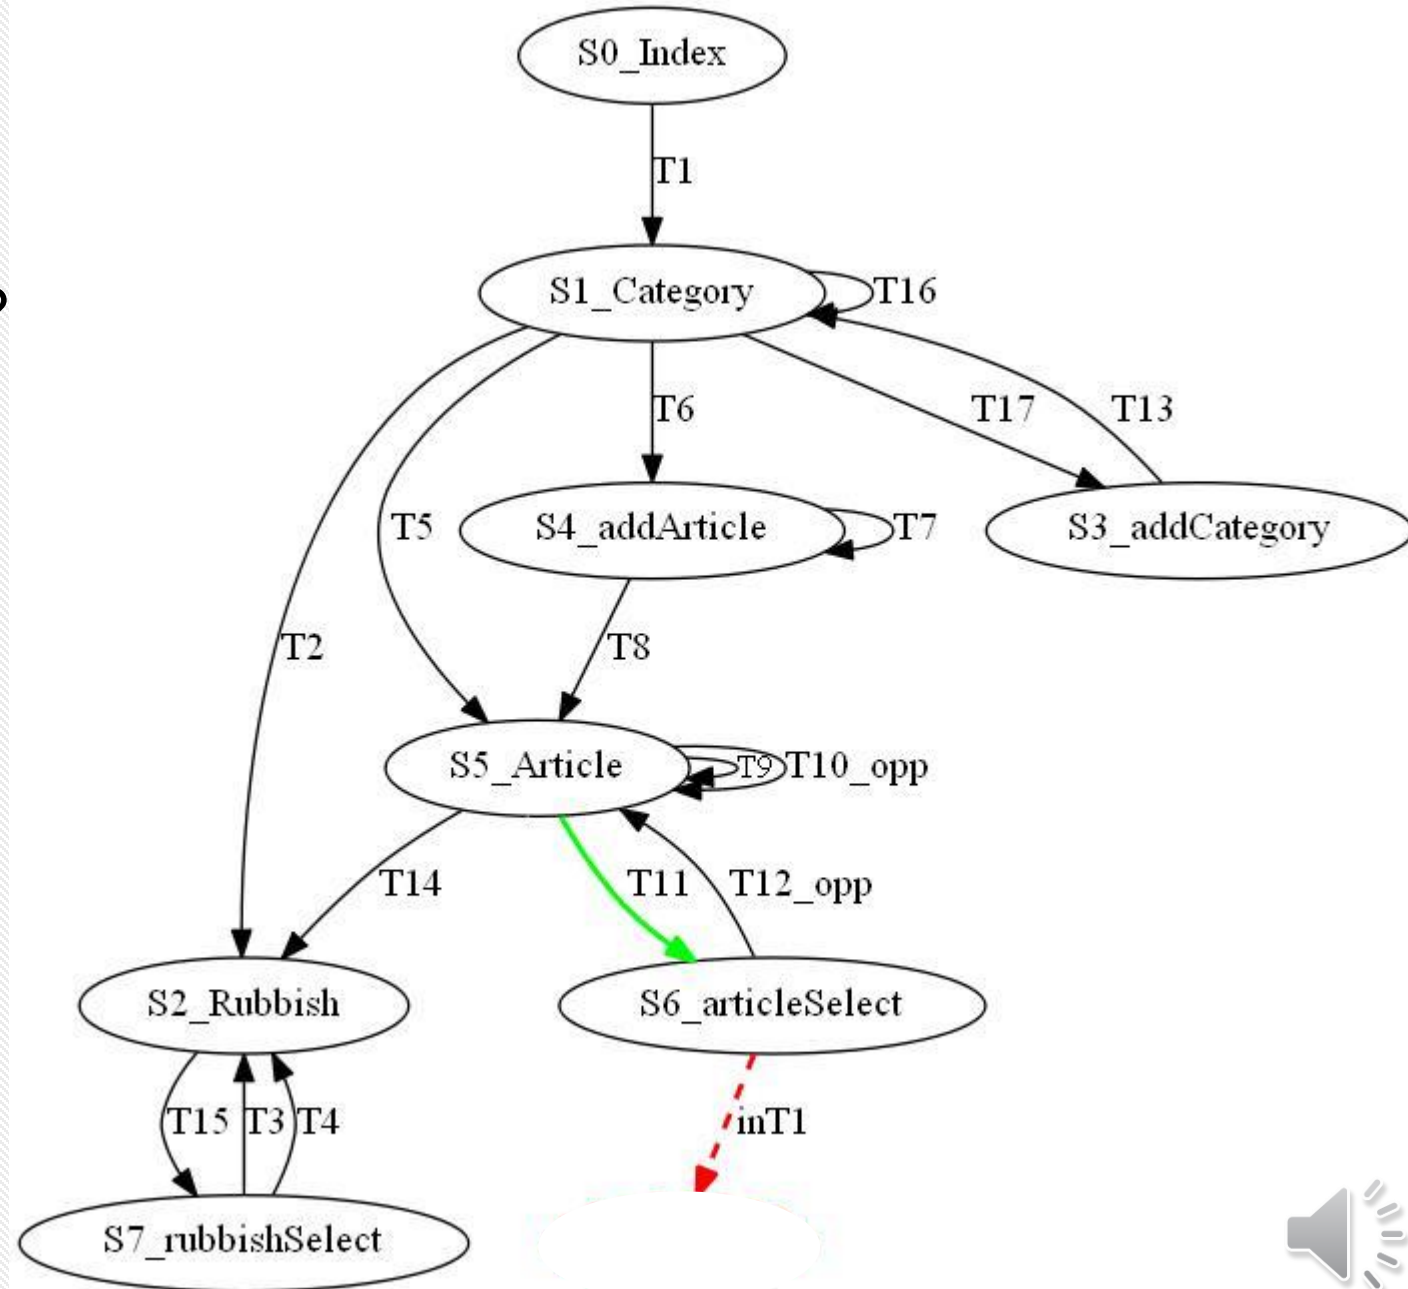 S0_Index
T1
S1_Category
T16
T6
T17
T13
T5
S4_addArticle
T7
S3_addCategory
T2
T8
S5_Article
T9
T10_opp
T14
T11
T12_opp
S2_Rubbish
S6_articleSelect
T15
T3
T4
inT1
S7_rubbishSelect